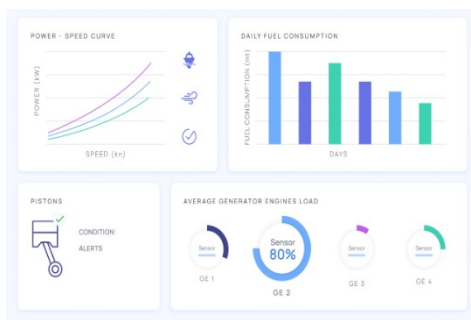 POWER - SPEED CURVE
POWER (kW)
SPEED (kn)
DAILY FUEL CONSUMPTION
FUEL CONSUMPTION (mt)
DAYS
PISTONS
CONDITION:
ALERTS
AVERAGE GENERATOR ENGINES LOAD
Sensor
GE 1
Sensor
80%
GE 2
Sensor
GE 3
Sensor
GE 4